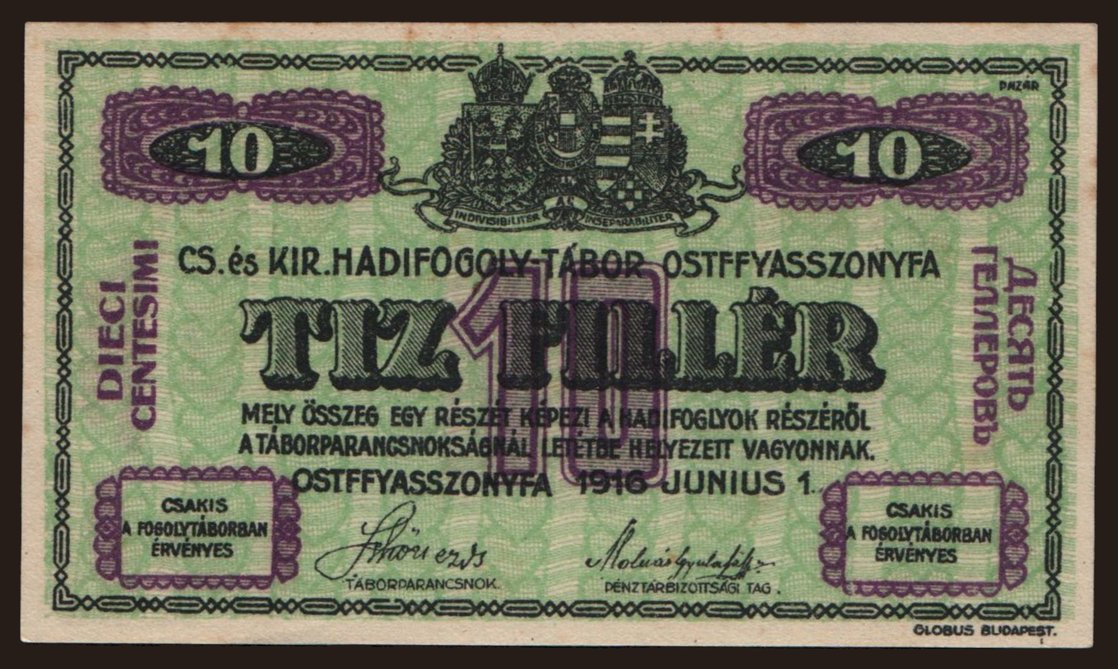 PAZÁR
10
10
INDIVISIBILITER AC INSEPARABILITER
CS. és KIR. HADIFOGOLY-TÁBOR OSTFFYASSZONYFA
DIECI
CENTESIMI
10
TIZ FILLÉR
ДЕСЯТЬ
ГЕЛЛЕРОВЪ
MELY ÖSSZEG EGY RÉSZÉT KÉPEZI A HADIFOGLYOK RÉSZÉRŐL
A TÁBORPARANCSNOKSÁGNÁL LETÉTBE HELYEZETT VAGYONNAK.
OSTFFYASSZONYFA 1916 JUNIUS 1.
CSAKIS
A FOGOLYTÁBORBAN
ÉRVÉNYES
CSAKIS
A FOGOLYTÁBORBAN
ÉRVÉNYES
TÁBORPARANCSNOK.
PÉNZTÁRBIZOTTSÁGI TAG.
GLOBUS BUDAPEST.